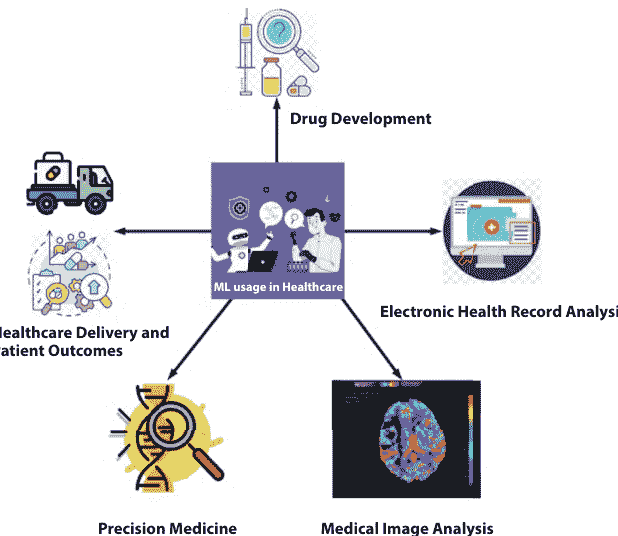 Drug Development
ML usage in Healthcare
Electronic Health Record Analysi
ealthcare Delivery and
atient Outcomes
Precision Medicine
Medical Image Analysis